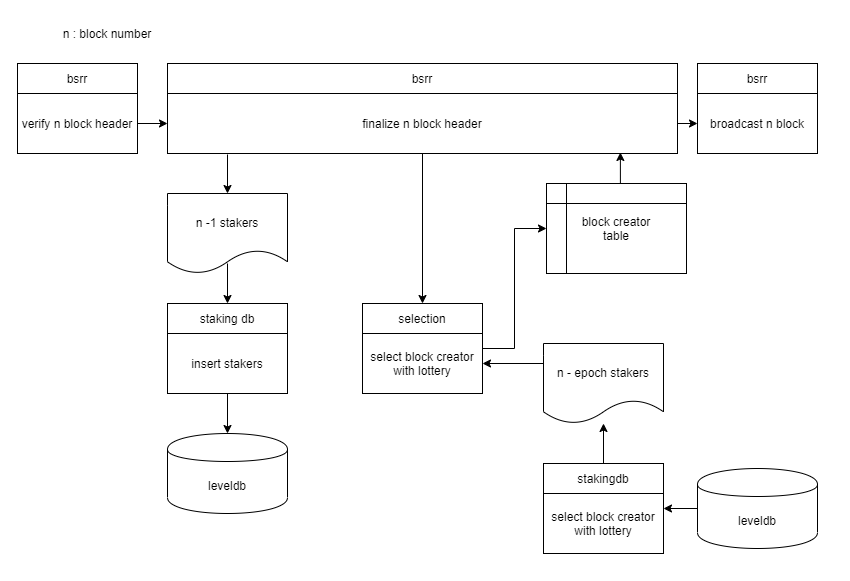 n : block number
bsrr
bsrr
bsrr
verify n block header
finalize n block header
broadcast n block
n -1 stakers
block creator
table
staking db
selection
insert stakers
select block creator
with lottery
n - epoch stakers
leveldb
stakingdb
select block creator
with lottery
leveldb